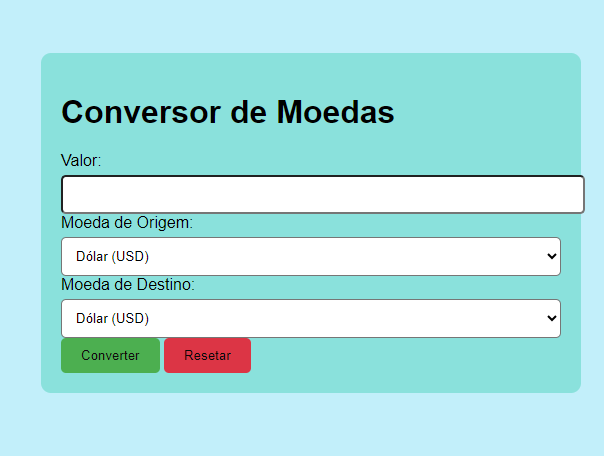 Conversor de Moedas
Valor:
Moeda de Origem:
Dólar (USD)
Moeda de Destino:
Dólar (USD)
Converter Resetar